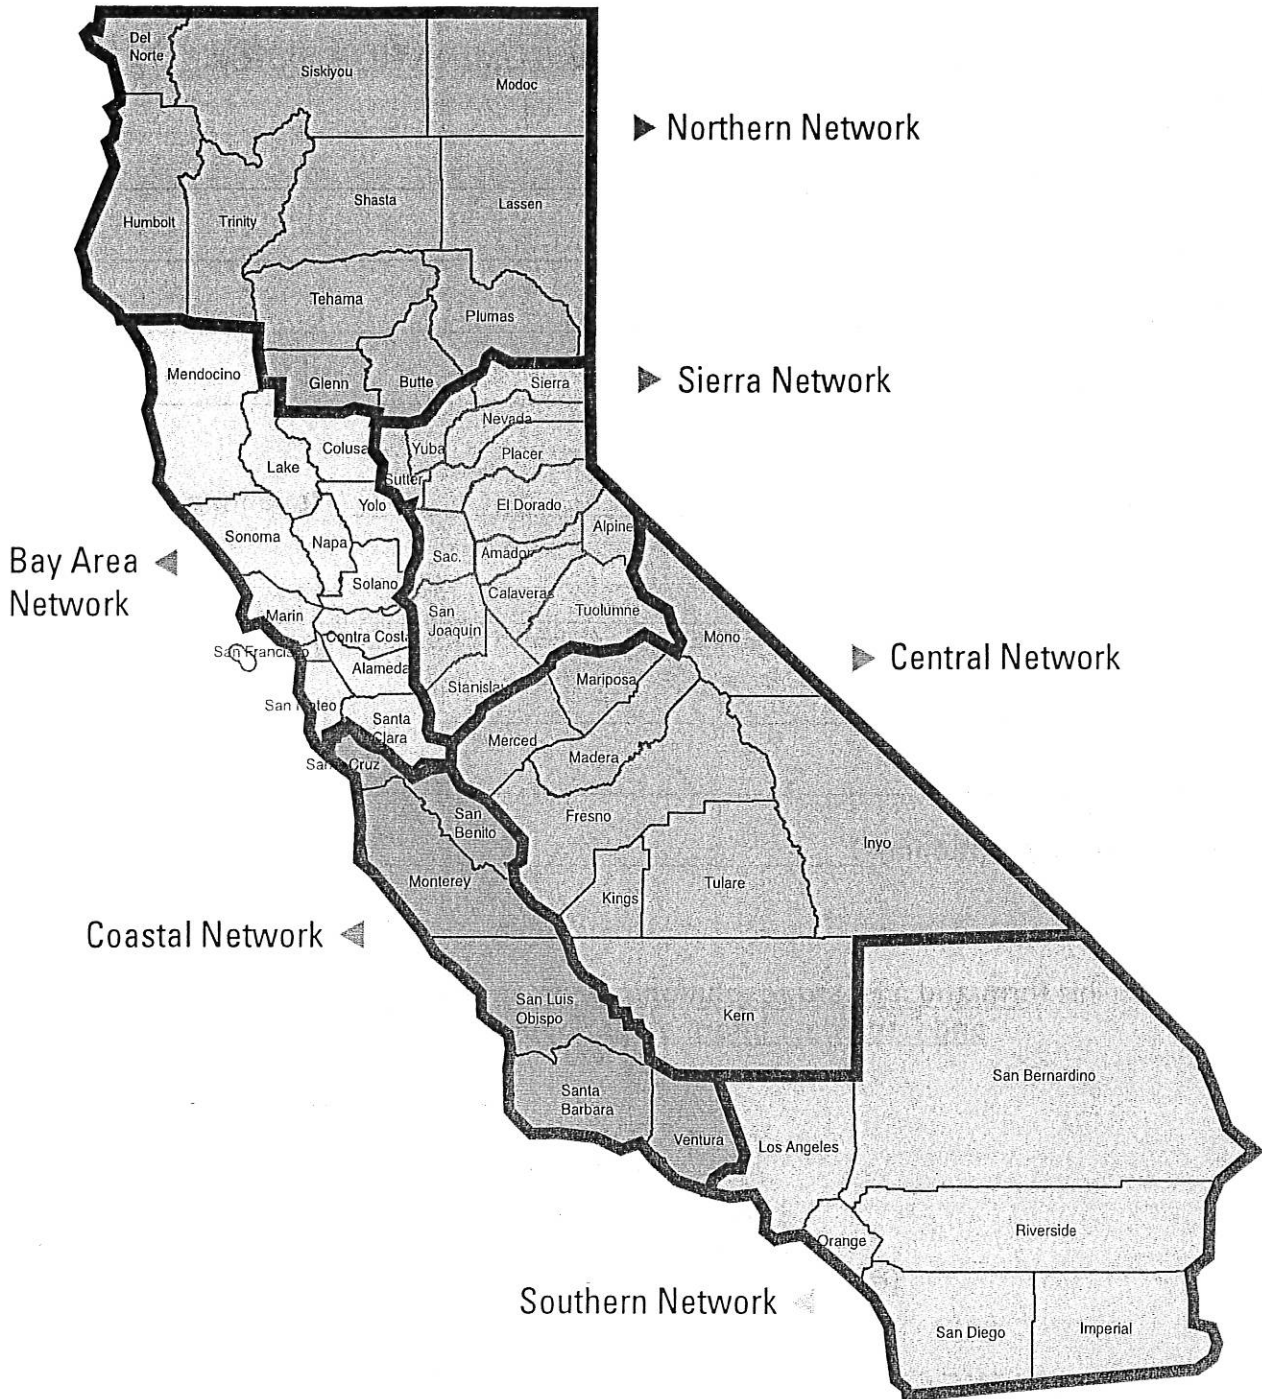 Del
Norte
Siskiyou
Modoc
Northern Network
Humbolt
Trinity
Shasta
Lassen
Tehama
Plumas
Mendocino
Glenn
Butte
Sierra
Sierra Network
Nevada
Colusa
Yuba
Placer
Lake
Sutter
Yolo
El Dorado
Sonoma
Napa
Sac.
Amador
Alpine
Bay Area
Network
Solano
Calaveras
Marin
San
Joaquin
Tuolumne
Contra Costa
Mono
San Francisco
Alameda
Central Network
Stanislaus
Mariposa
San Mateo
Santa
Clara
Merced
Madera
Santa Cruz
San
Benito
Fresno
Inyo
Monterey
Kings
Tulare
Coastal Network
San Luis
Obispo
Kern
San Bernardino
Santa
Barbara
Ventura
Los Angeles
Orange
Riverside
Southern Network
San Diego
Imperial